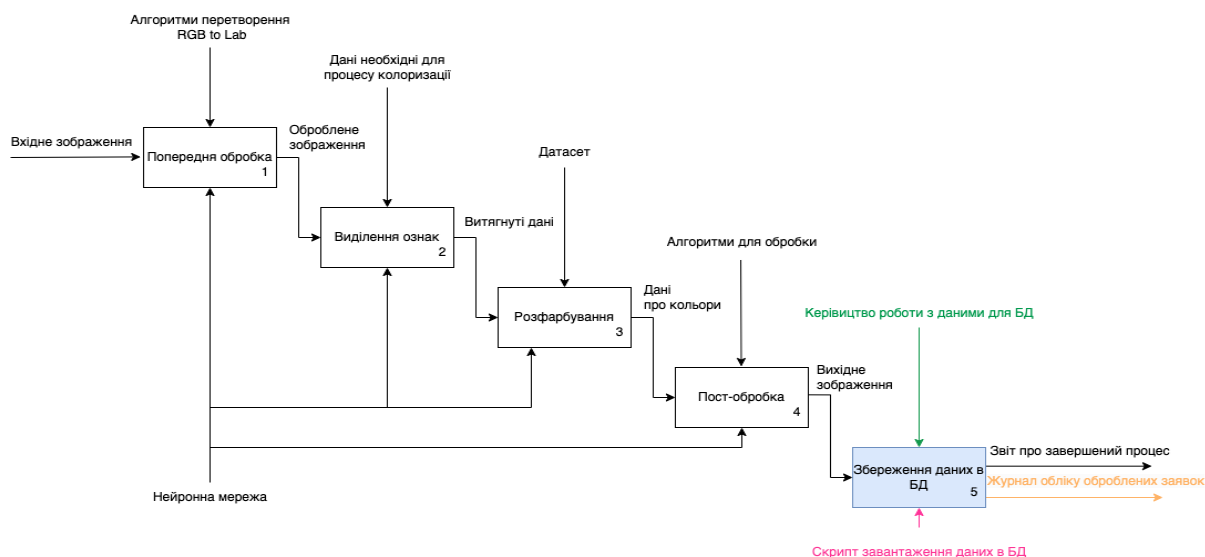 Алгоритми перетворення
RGB to Lab
Дані необхідні для
процесу колоризації
Вхідне зображення
Попередня обробка
1
Оброблене
зображення
Датасет
Виділення ознак
2
Витягнуті дані
Алгоритми для обробки
Розфарбування
3
Дані
про кольори
Керівицтво роботи з даними для БД
Пост-обробка
4
Вихідне
зображення
Збереження даних в
БД
5
Звіт про завершений процес
Журнал обліку оброблених заявок
Нейронна мережа
Скрипт завантаження даних в БД